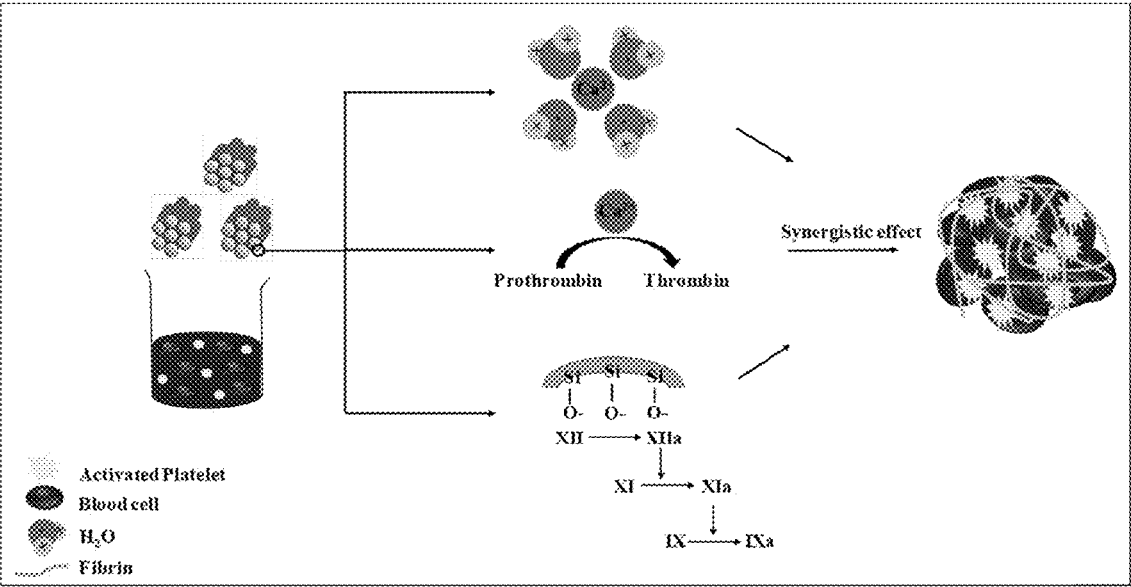 Synergistic effect
Prothrombin Thrombin
Si Si Si
O- O- O-
XII XIIa
XI XIa
IX IXa
Activated Platelet
Blood cell
H₂O
Fibrin